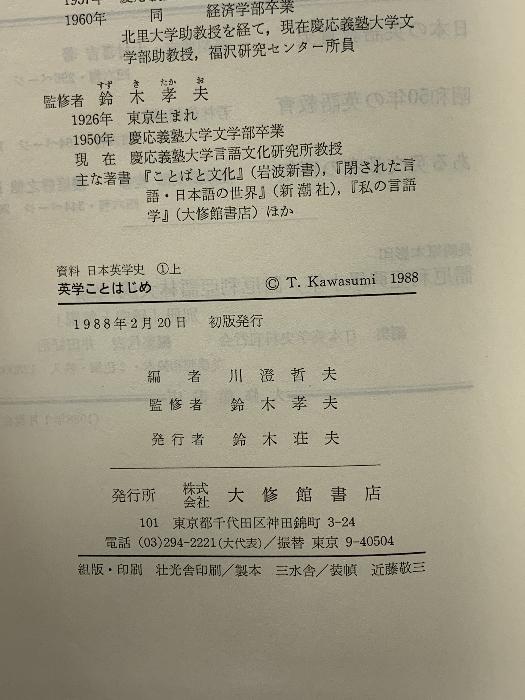 1960年 同 経済学部卒業
北里大学助教授を経て，現在慶応義塾大学文
学部助教授，福沢研究センター所員
すず き たか お
監修者 鈴木孝夫
1926年 東京生まれ
1950年 慶応義塾大学文学部卒業
現 在 慶応義塾大学言語文化研究所教授
主な著書 『ことばと文化』（岩波新書），『閉された言
語・日本語の世界』（新潮社），『私の言語
学』（大修館書店）ほか
資料 日本英学史 ①上
英学ことはじめ
© T. Kawasumi 1988
1988年2月20日 初版発行
編者 川澄哲夫
監修者 鈴木孝夫
発行者 鈴木荘夫
発行所 株式会社 大修館書店
101 東京都千代田区神田錦町 3-24
電話 (03)294-2221(大代表)／振替 東京 9-40504
組版・印刷 壮光舎印刷／製本 三水舎／装幀 近藤敬三